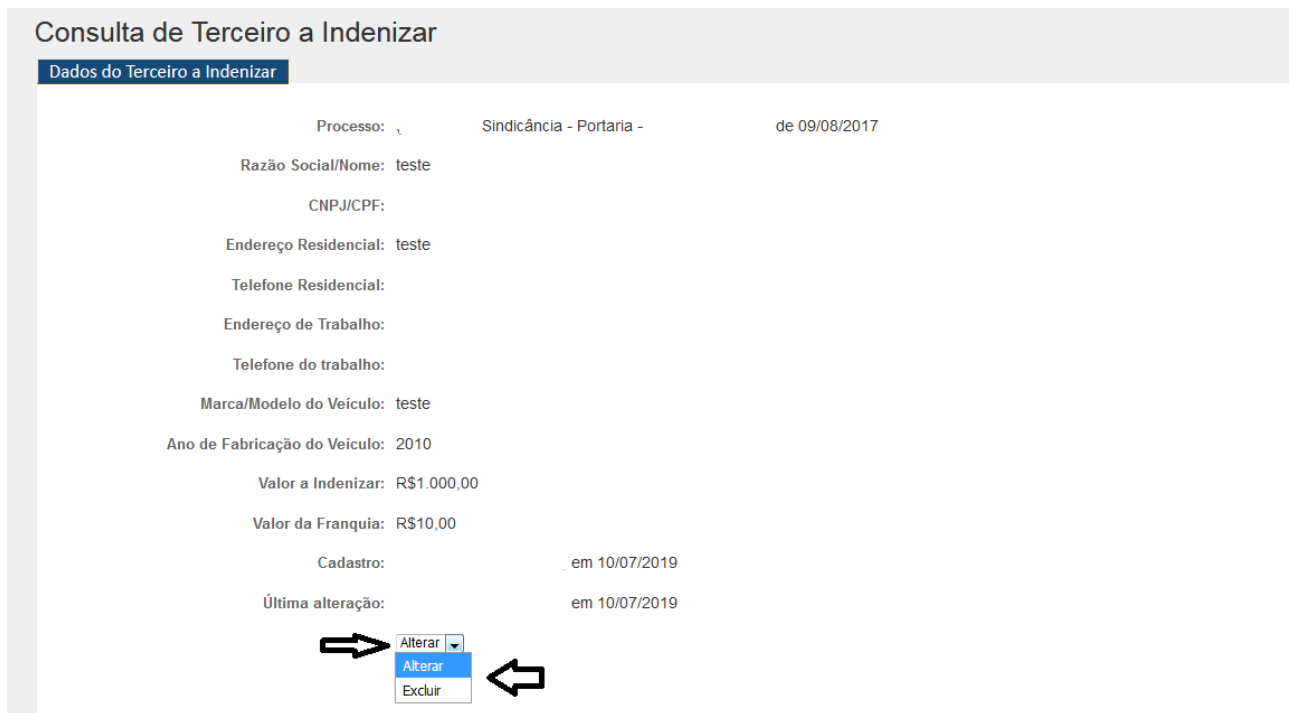 Consulta de Terceiro a Indenizar
Dados do Terceiro a Indenizar
Processo: Sindicância - Portaria - de 09/08/2017
Razão Social/Nome: teste
CNPJ/CPF:
Endereço Residencial: teste
Telefone Residencial:
Endereço de Trabalho:
Telefone do trabalho:
Marca/Modelo do Veículo: teste
Ano de Fabricação do Veículo: 2010
Valor a Indenizar: R$1.000,00
Valor da Franquia: R$10,00
Cadastro: em 10/07/2019
Última alteração: em 10/07/2019
Alterar
Alterar
Excluir